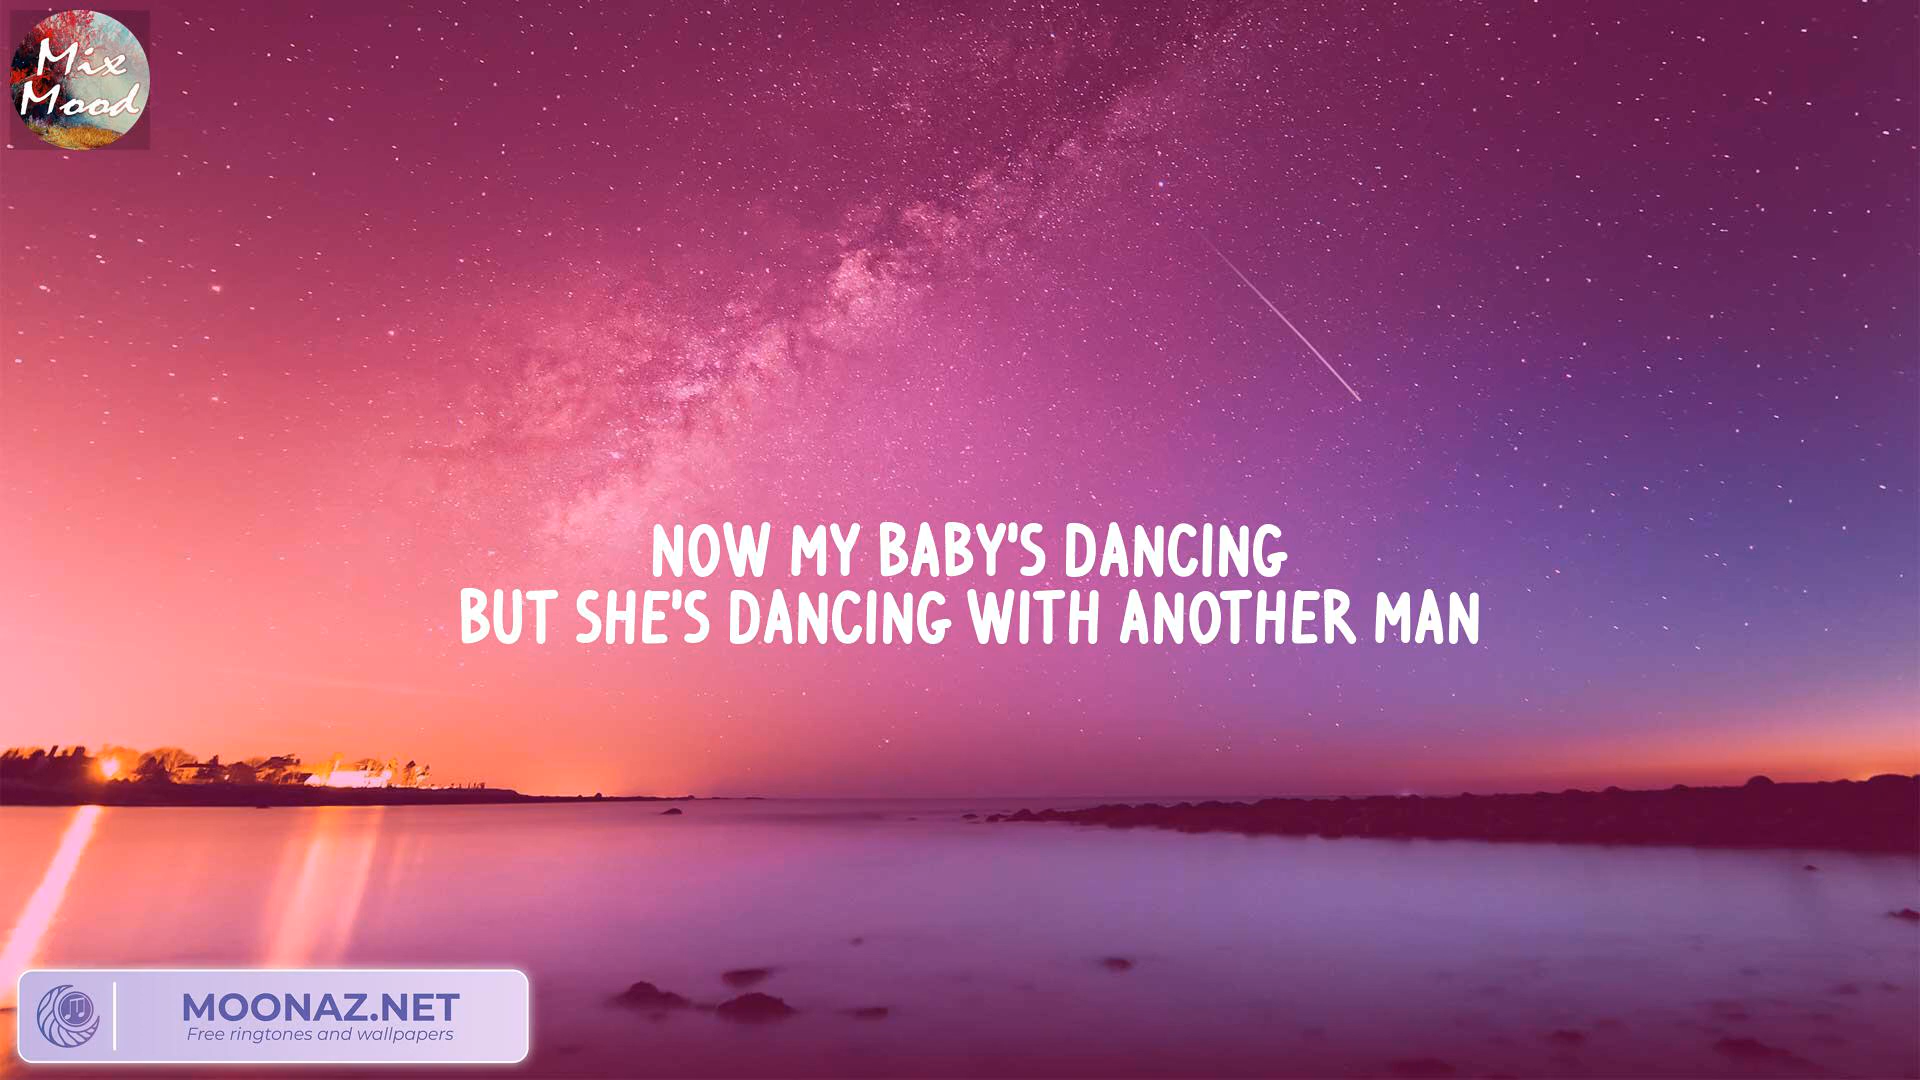 Mix
Mood
NOW MY BABY'S DANCING
BUT SHE'S DANCING WITH ANOTHER MAN
MOONAZ.NET
Free ringtones and wallpapers